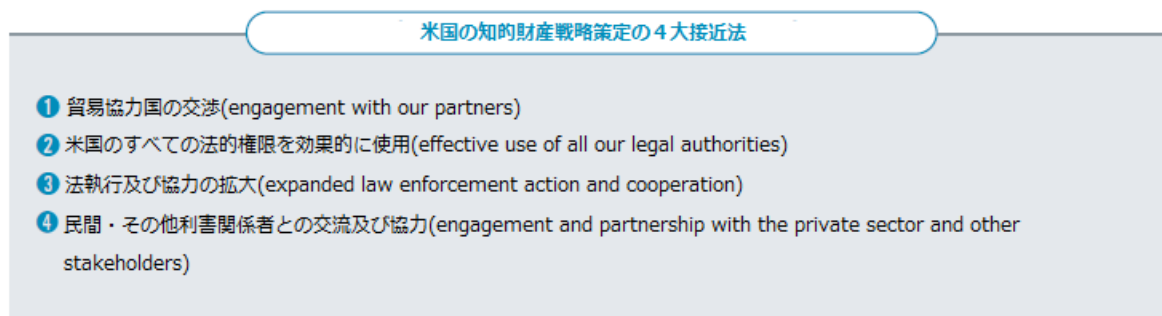 米国の知的財産戦略策定の4大接近法
❶ 貿易協力国の交渉(engagement with our partners)
❷ 米国のすべての法的権限を効果的に使用(effective use of all our legal authorities)
❸ 法執行及び協力の拡大(expanded law enforcement action and cooperation)
❹ 民間・その他利害関係者との交流及び協力(engagement and partnership with the private sector and other
stakeholders)